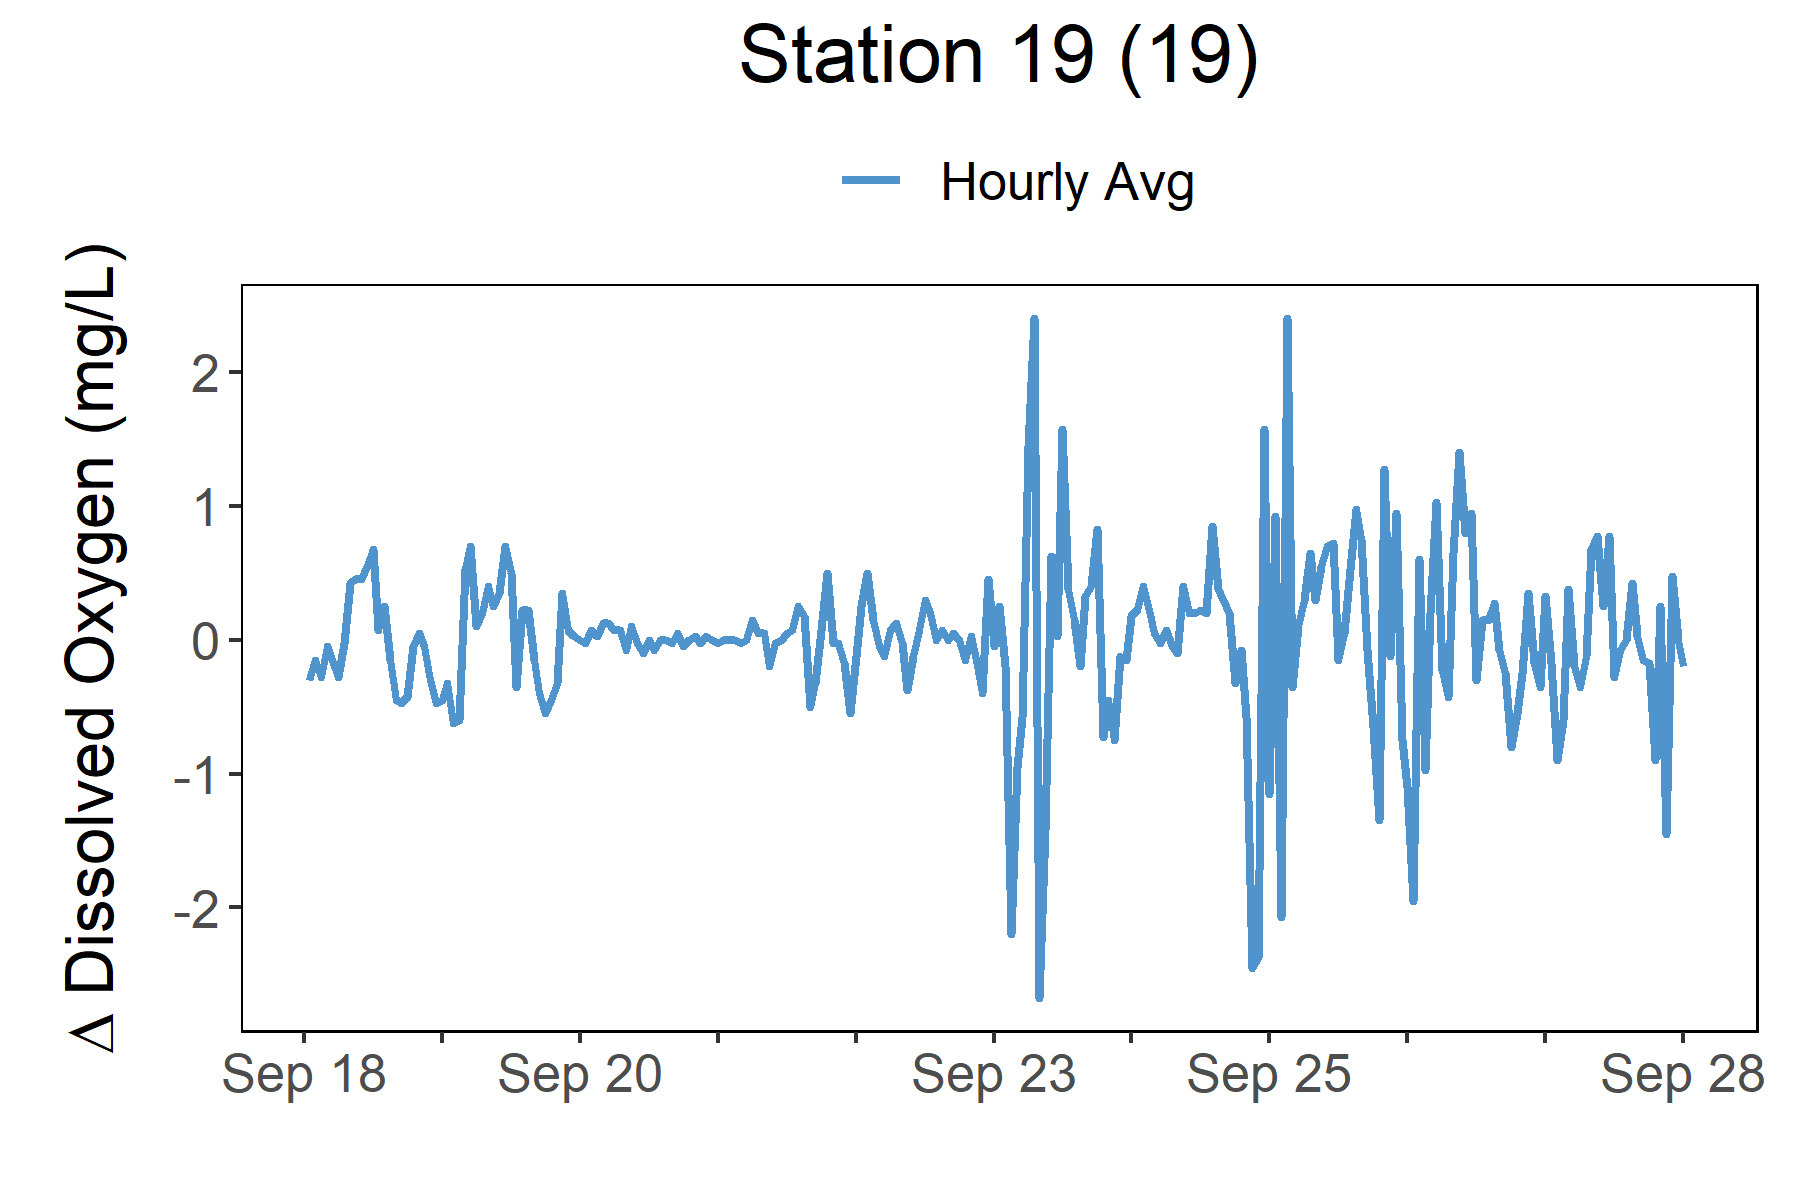 Station 19 (19)
Hourly Avg
Δ Dissolved Oxygen (mg/L)
2
1
0
-1
-2
Sep 18
Sep 20
Sep 23
Sep 25
Sep 28